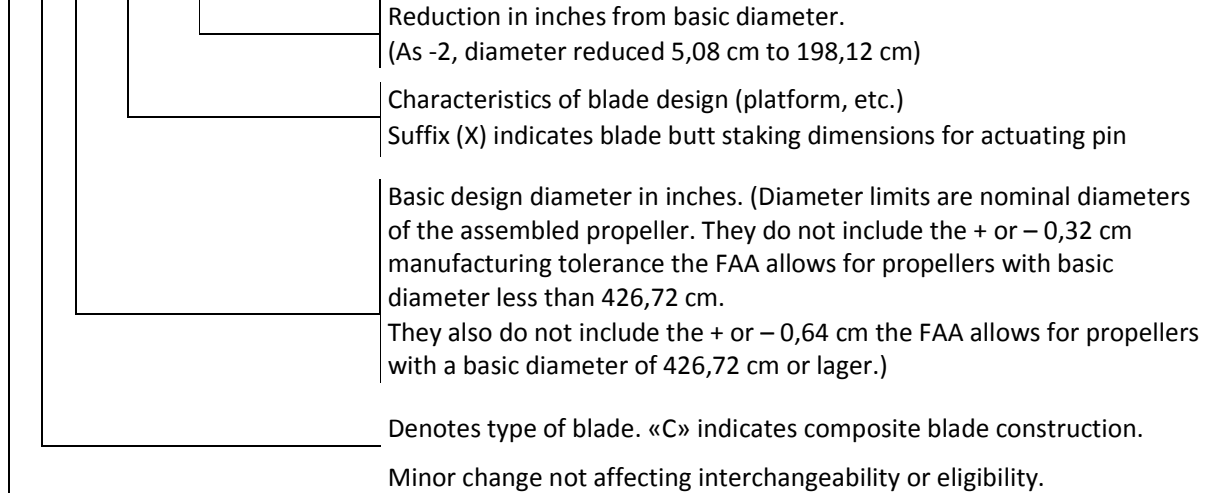 Reduction in inches from basic diameter.
(As -2, diameter reduced 5,08 cm to 198,12 cm)
Characteristics of blade design (platform, etc.)
Suffix (X) indicates blade butt staking dimensions for actuating pin
Basic design diameter in inches. (Diameter limits are nominal diameters
of the assembled propeller. They do not include the + or – 0,32 cm
manufacturing tolerance the FAA allows for propellers with basic
diameter less than 426,72 cm.
They also do not include the + or – 0,64 cm the FAA allows for propellers
with a basic diameter of 426,72 cm or lager.)
Denotes type of blade. «C» indicates composite blade construction.
Minor change not affecting interchangeability or eligibility.